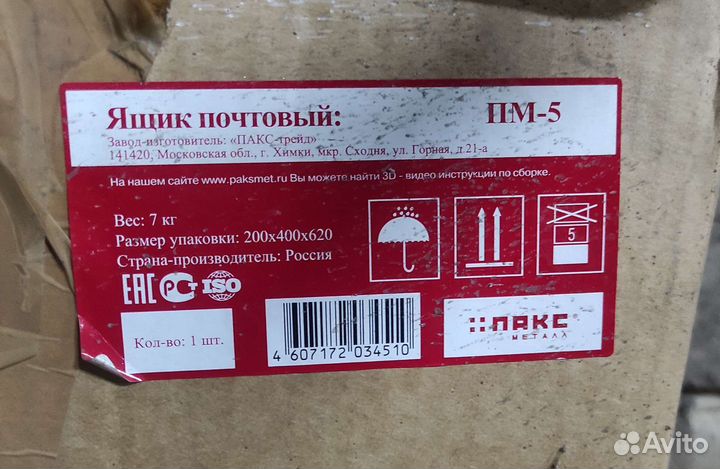 Ящик почтовый: ПМ-5
Завод-изготовитель: «ПАКС-трейд»
141420, Московская обл., г. Химки, мкр. Сходня, ул. Горная, д.21-а
На нашем сайте www.paksmet.ru Вы можете найти 3D - видео инструкции по сборке.
Вес: 7 кг
Размер упаковки: 200х400х620
Страна-производитель: Россия
5
ЕАС РСТ ISO
Кол-во: 1 шт.
4 607172 034510
ПАКС
МЕТАЛЛ
Avito